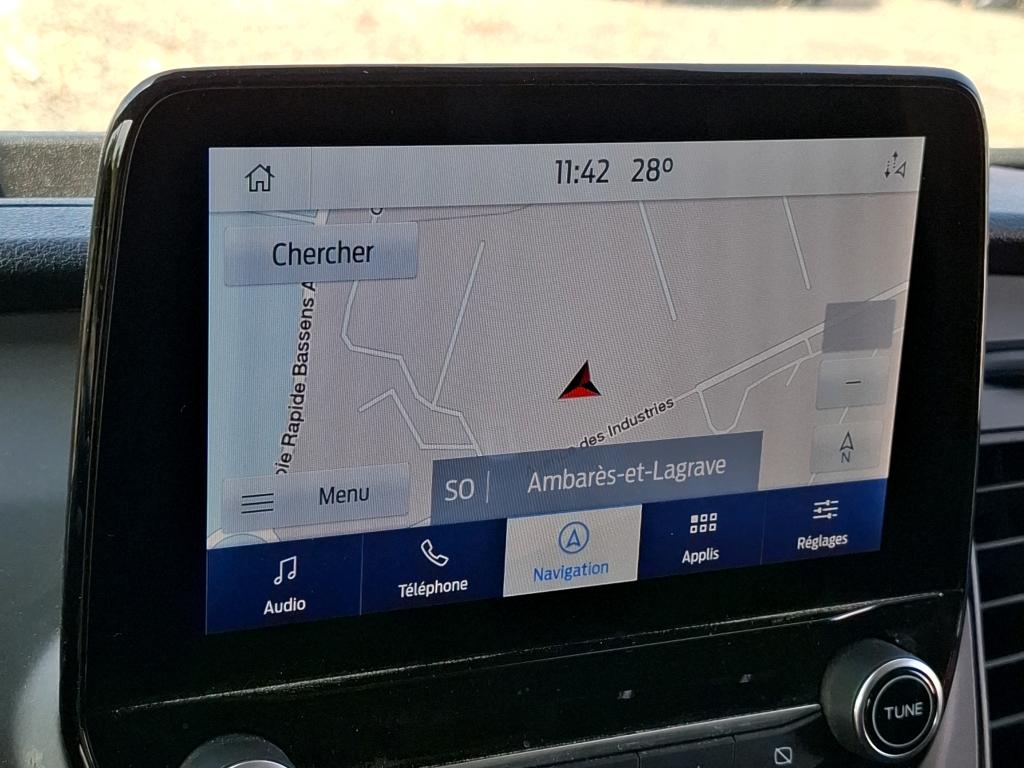 11:42 28°
Chercher
Rapide Bassens
des Industries
−
N
Menu
SO
Ambarès-et-Lagrave
Audio
Téléphone
Navigation
Applis
Réglages
TUNE